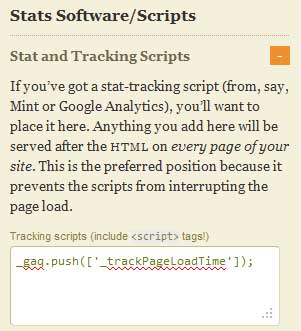 Stats Software/Scripts
Stat and Tracking Scripts
–
If you’ve got a stat-tracking script (from, say,
Mint or Google Analytics), you’ll want to
place it here. Anything you add here will be
served after the HTML on every page of your
site. This is the preferred position because it
prevents the scripts from interrupting the
page load.
Tracking scripts (include <script> tags!)
_gaq.push(['_trackPageLoadTime']);